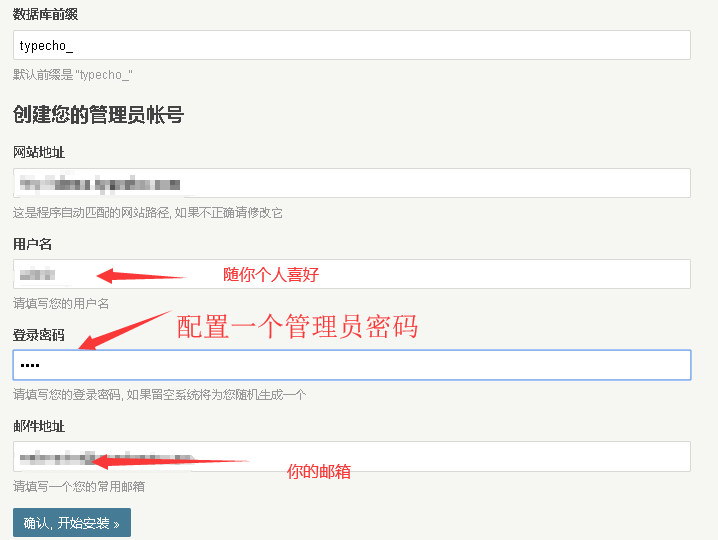 数据库前缀
typecho_
默认前缀是 "typecho_"
创建您的管理员帐号
网站地址
这是程序自动匹配的网站路径, 如果不正确请修改它
用户名
随你个人喜好
请填写您的用户名
配置一个管理员密码
登录密码
••••
请填写您的登录密码, 如果留空系统将为您随机生成一个
邮件地址
你的邮箱
请填写一个您的常用邮箱
确认, 开始安装 »